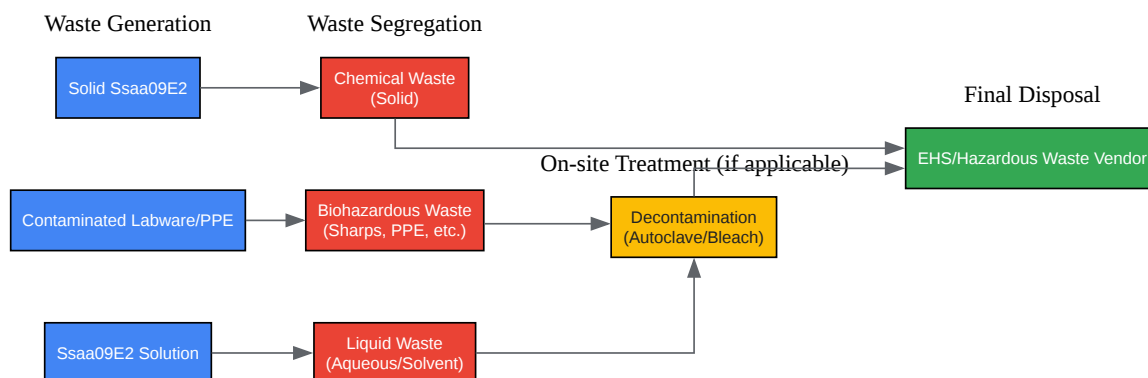 Waste Generation
Waste Segregation
Solid Ssaa09E2
Chemical Waste
(Solid)
Final Disposal
EHS/Hazardous Waste Vendor
On-site Treatment (if applicable)
Contaminated Labware/PPE
Biohazardous Waste
(Sharps, PPE, etc.)
Decontamination
(Autoclave/Bleach)
Ssaa09E2 Solution
Liquid Waste
(Aqueous/Solvent)